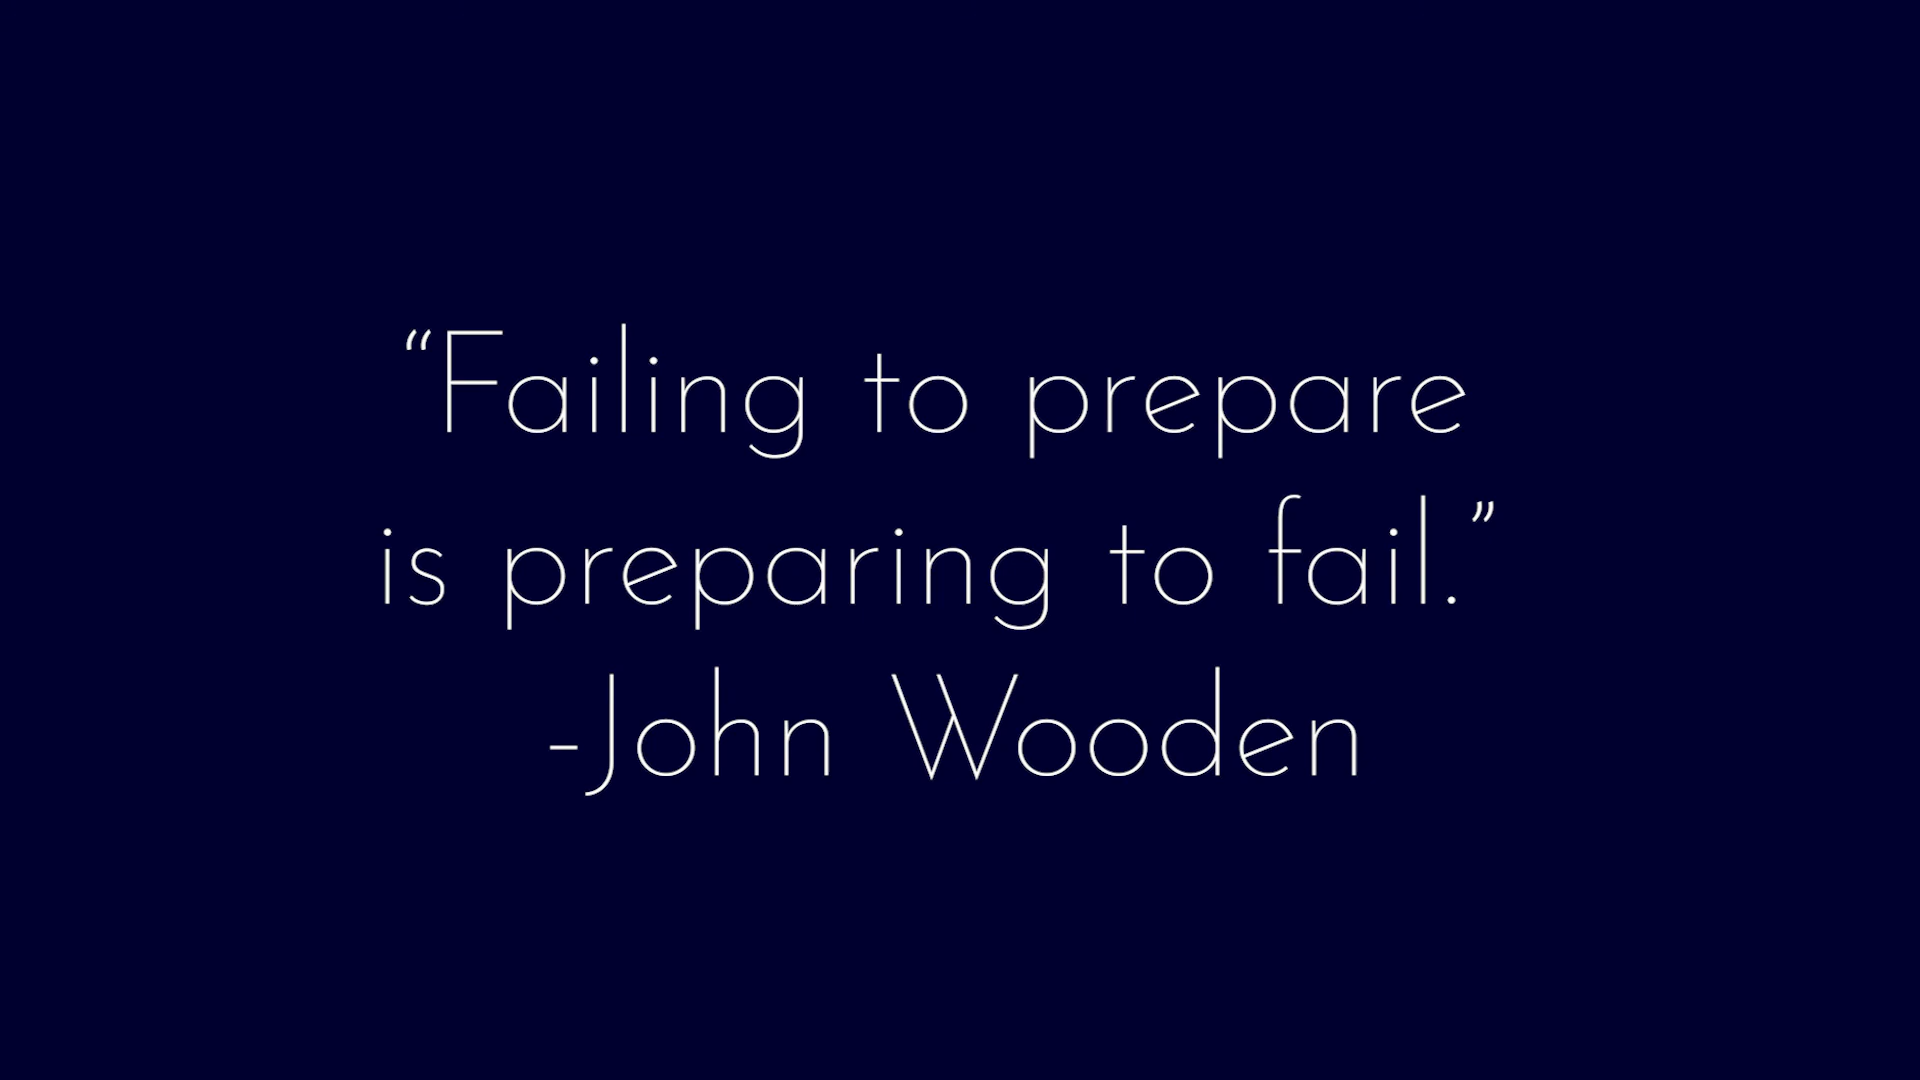 “Failing to prepare
is preparing to fail.”
-John Wooden